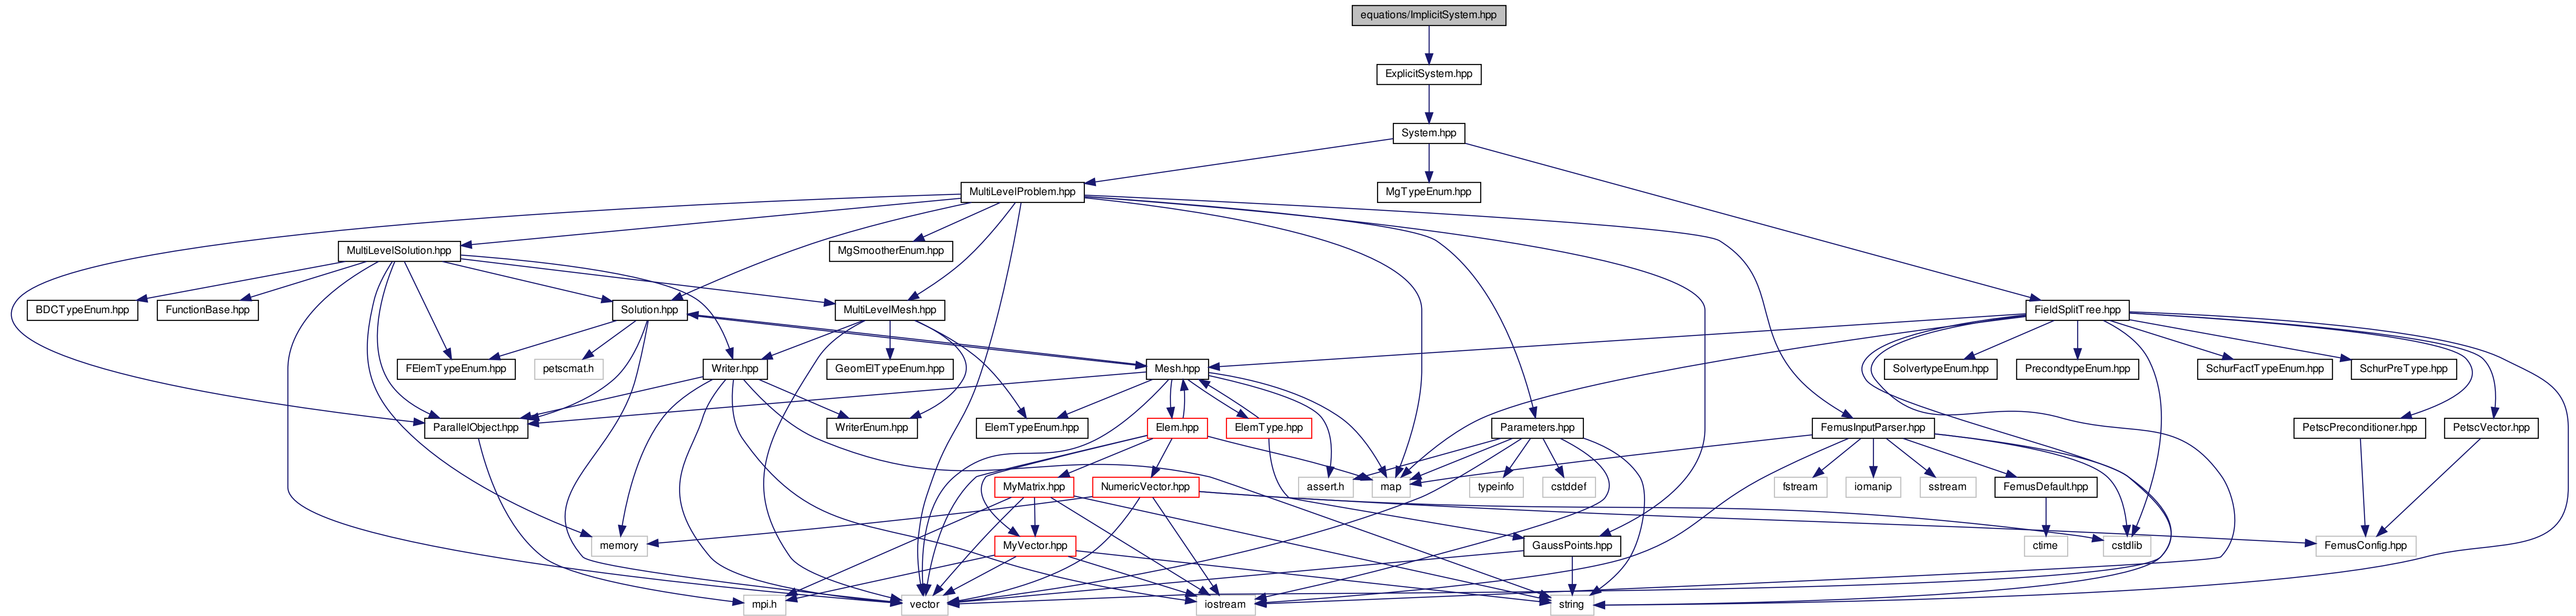 equations/ImplicitSystem.hpp
ExplicitSystem.hpp
System.hpp
MultiLevelProblem.hpp
MgTypeEnum.hpp
MultiLevelSolution.hpp
MgSmootherEnum.hpp
BDCTypeEnum.hpp
FunctionBase.hpp
Solution.hpp
MultiLevelMesh.hpp
FieldSplitTree.hpp
FElemTypeEnum.hpp
petscmat.h
Writer.hpp
GeomElTypeEnum.hpp
Mesh.hpp
SolvertypeEnum.hpp
PrecondtypeEnum.hpp
SchurFactTypeEnum.hpp
SchurPreType.hpp
ParallelObject.hpp
WriterEnum.hpp
ElemTypeEnum.hpp
Elem.hpp
ElemType.hpp
Parameters.hpp
FemusInputParser.hpp
PetscPreconditioner.hpp
PetscVector.hpp
MyMatrix.hpp
NumericVector.hpp
assert.h
map
typeinfo
cstddef
fstream
iomanip
sstream
FemusDefault.hpp
memory
MyVector.hpp
GaussPoints.hpp
ctime
cstdlib
FemusConfig.hpp
mpi.h
vector
iostream
string